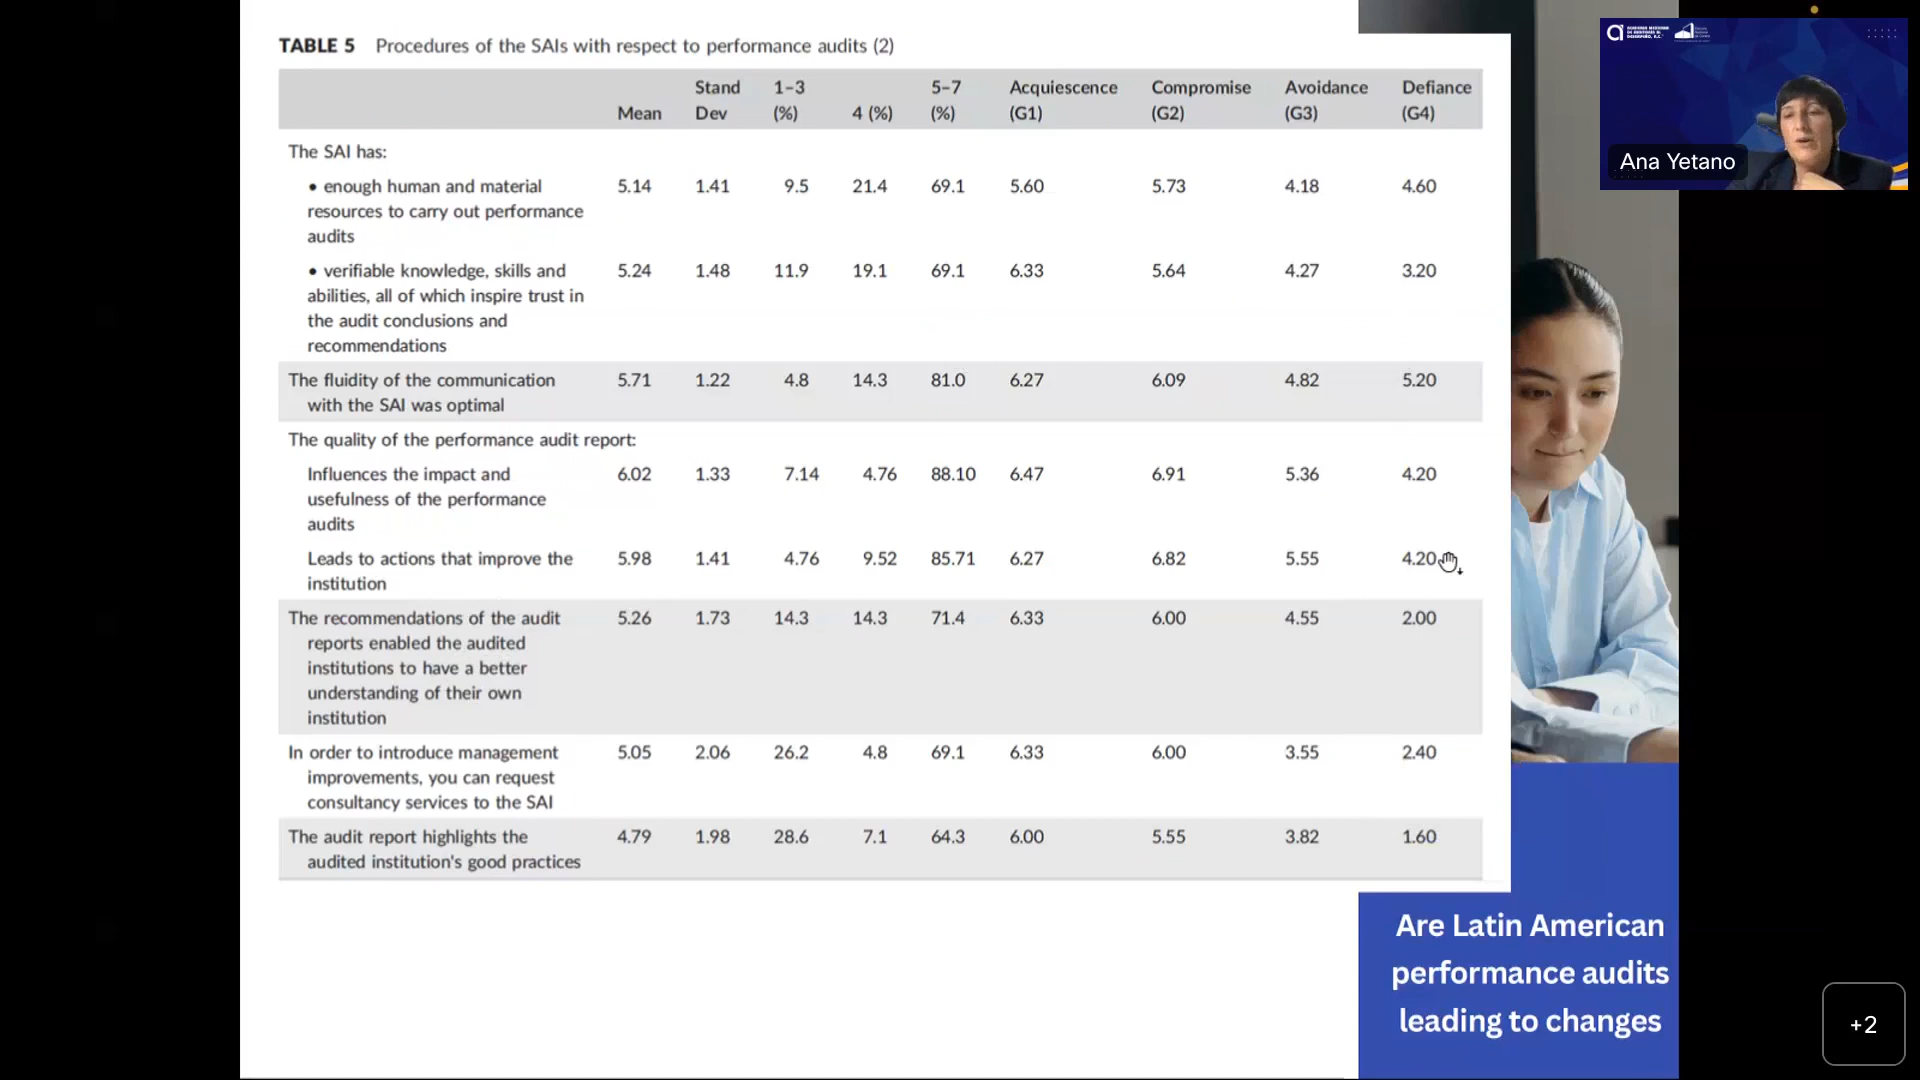 TABLE 5 Procedures of the SAIs with respect to performance audits (2)
Mean Stand Dev 1–3 (%) 4 (%) 5–7 (%) Acquiescence (G1) Compromise (G2) Avoidance (G3) Defiance (G4)
The SAI has:
• enough human and material 5.14 1.41 9.5 21.4 69.1 5.60 5.73 4.18 4.60
resources to carry out performance
audits
• verifiable knowledge, skills and 5.24 1.48 11.9 19.1 69.1 6.33 5.64 4.27 3.20
abilities, all of which inspire trust in
the audit conclusions and
recommendations
The fluidity of the communication 5.71 1.22 4.8 14.3 81.0 6.27 6.09 4.82 5.20
with the SAI was optimal
The quality of the performance audit report:
Influences the impact and 6.02 1.33 7.14 4.76 88.10 6.47 6.91 5.36 4.20
usefulness of the performance
audits
Leads to actions that improve the 5.98 1.41 4.76 9.52 85.71 6.27 6.82 5.55 4.20
institution
The recommendations of the audit 5.26 1.73 14.3 14.3 71.4 6.33 6.00 4.55 2.00
reports enabled the audited
institutions to have a better
understanding of their own
institution
In order to introduce management 5.05 2.06 26.2 4.8 69.1 6.33 6.00 3.55 2.40
improvements, you can request
consultancy services to the SAI
The audit report highlights the 4.79 1.98 28.6 7.1 64.3 6.00 5.55 3.82 1.60
audited institution's good practices
Ana Yetano
Are Latin American
performance audits
leading to changes
+2